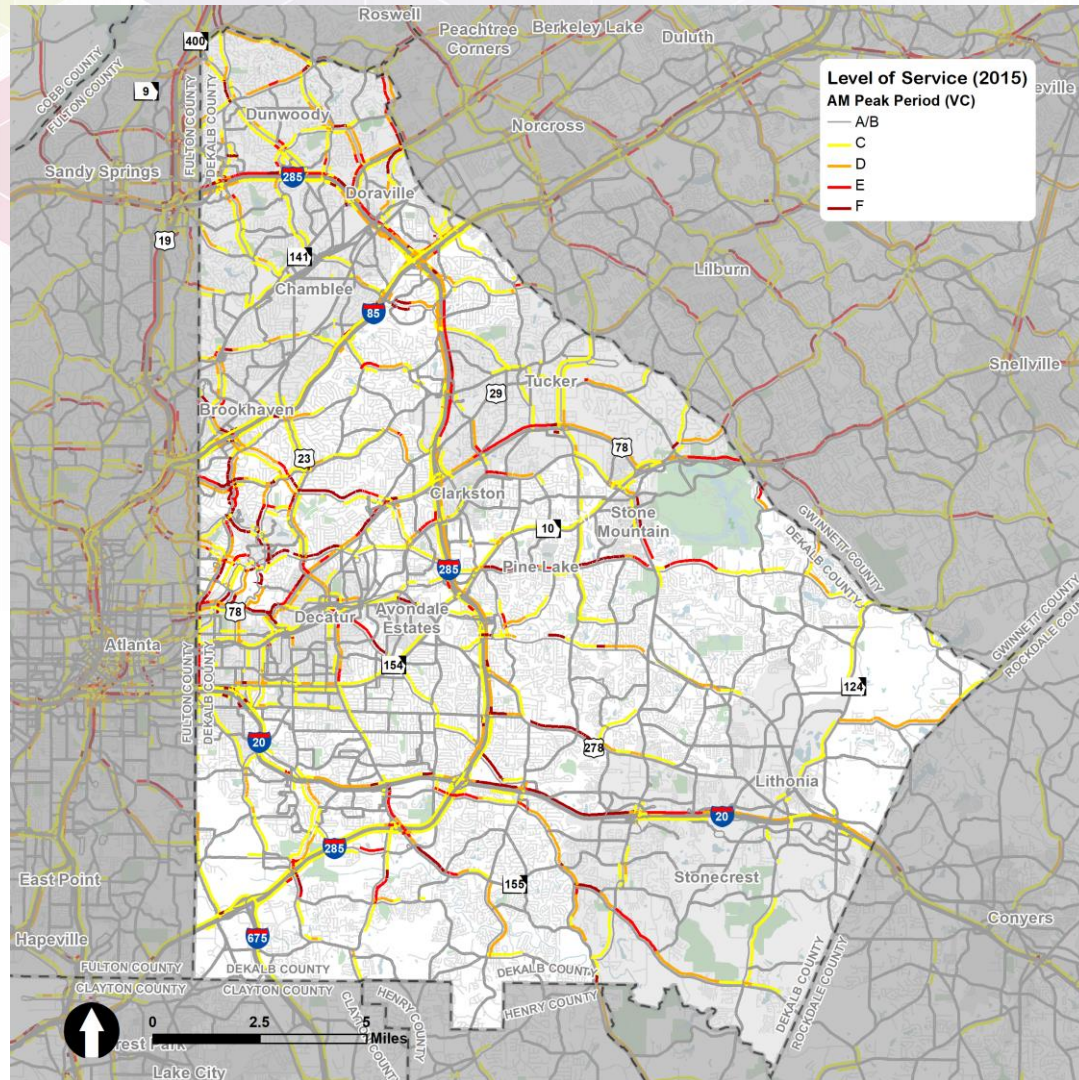 Roswell
Peachtree
Corners
Berkeley Lake
Duluth
400
COBB COUNTY
FULTON COUNTY
9
Level of Service (2015)
AM Peak Period (VC)
A/B
C
D
E
F
Dunwoody
Norcross
FULTON COUNTY
DEKALB COUNTY
Sandy Springs
285
Doraville
19
141
Chamblee
Lilburn
85
Snellville
Tucker
29
Brookhaven
78
23
Clarkston
10
Stone
Mountain
GWINNETT COUNTY
DEKALB COUNTY
285
Pine Lake
78
Decatur
Avondale
Estates
Atlanta
154
GWINNETT COUNTY
FULTON COUNTY
DEKALB COUNTY
124
20
278
Lithonia
20
285
East Point
155
Stonecrest
Conyers
Hapeville
675
FULTON COUNTY
DEKALB COUNTY
DEKALB COUNTY
CLAYTON COUNTY
CLAYTON COUNTY
HENRY COUNTY
HENRY COUNTY
DEKALB COUNTY
ROCKDALE COUNTY
0 2.5 5
Miles
Lake City